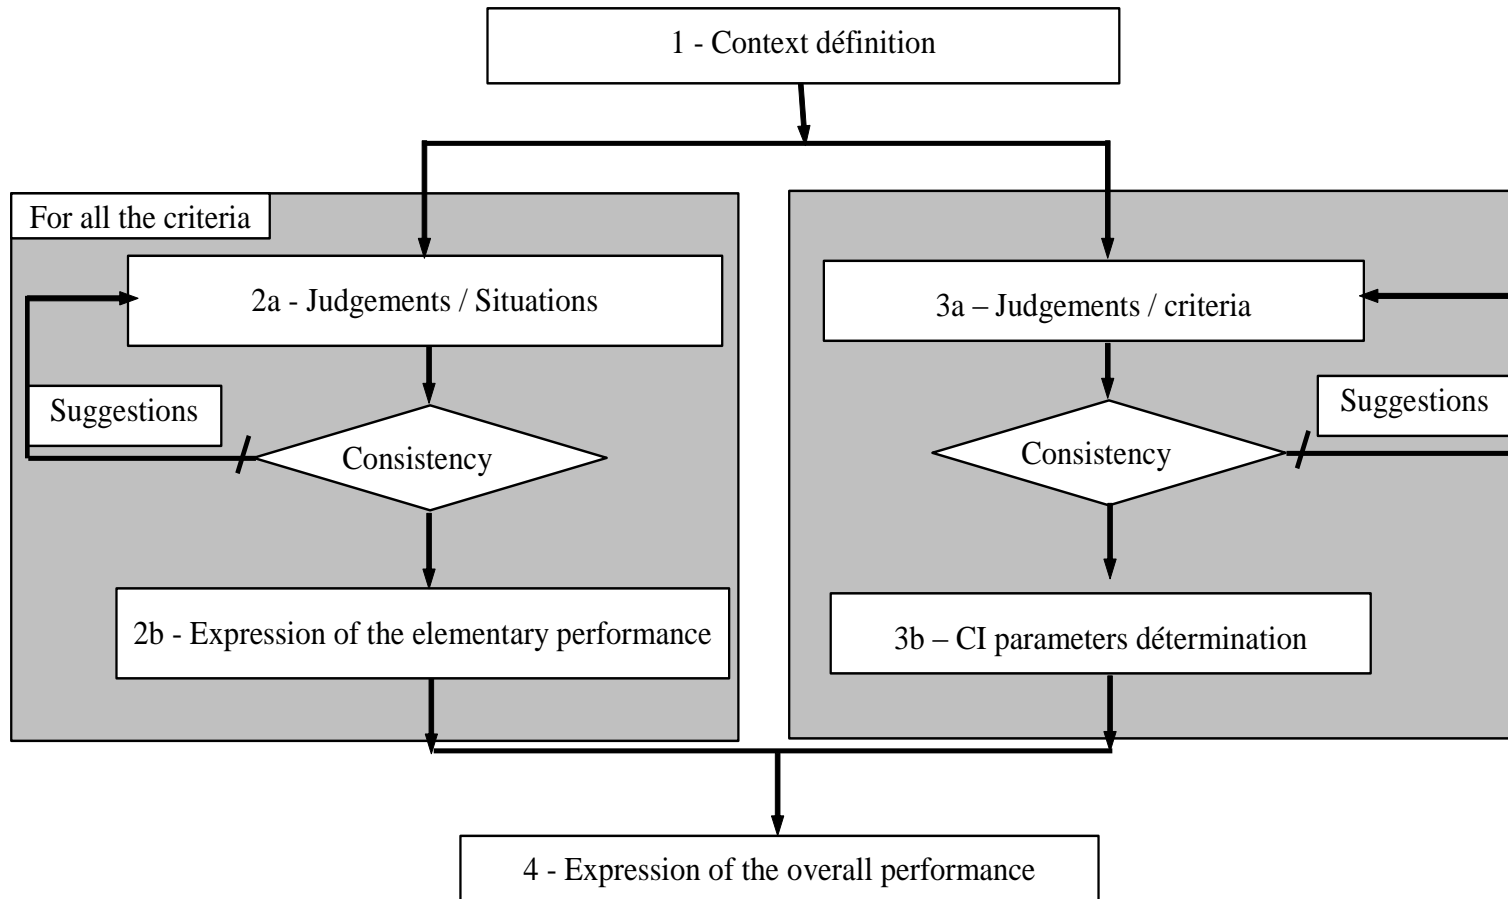 1 - Context définition
For all the criteria
2a - Judgements / Situations
3a – Judgements / criteria
Suggestions
Suggestions
Consistency
Consistency
2b - Expression of the elementary performance
3b – CI parameters détermination
4 - Expression of the overall performance